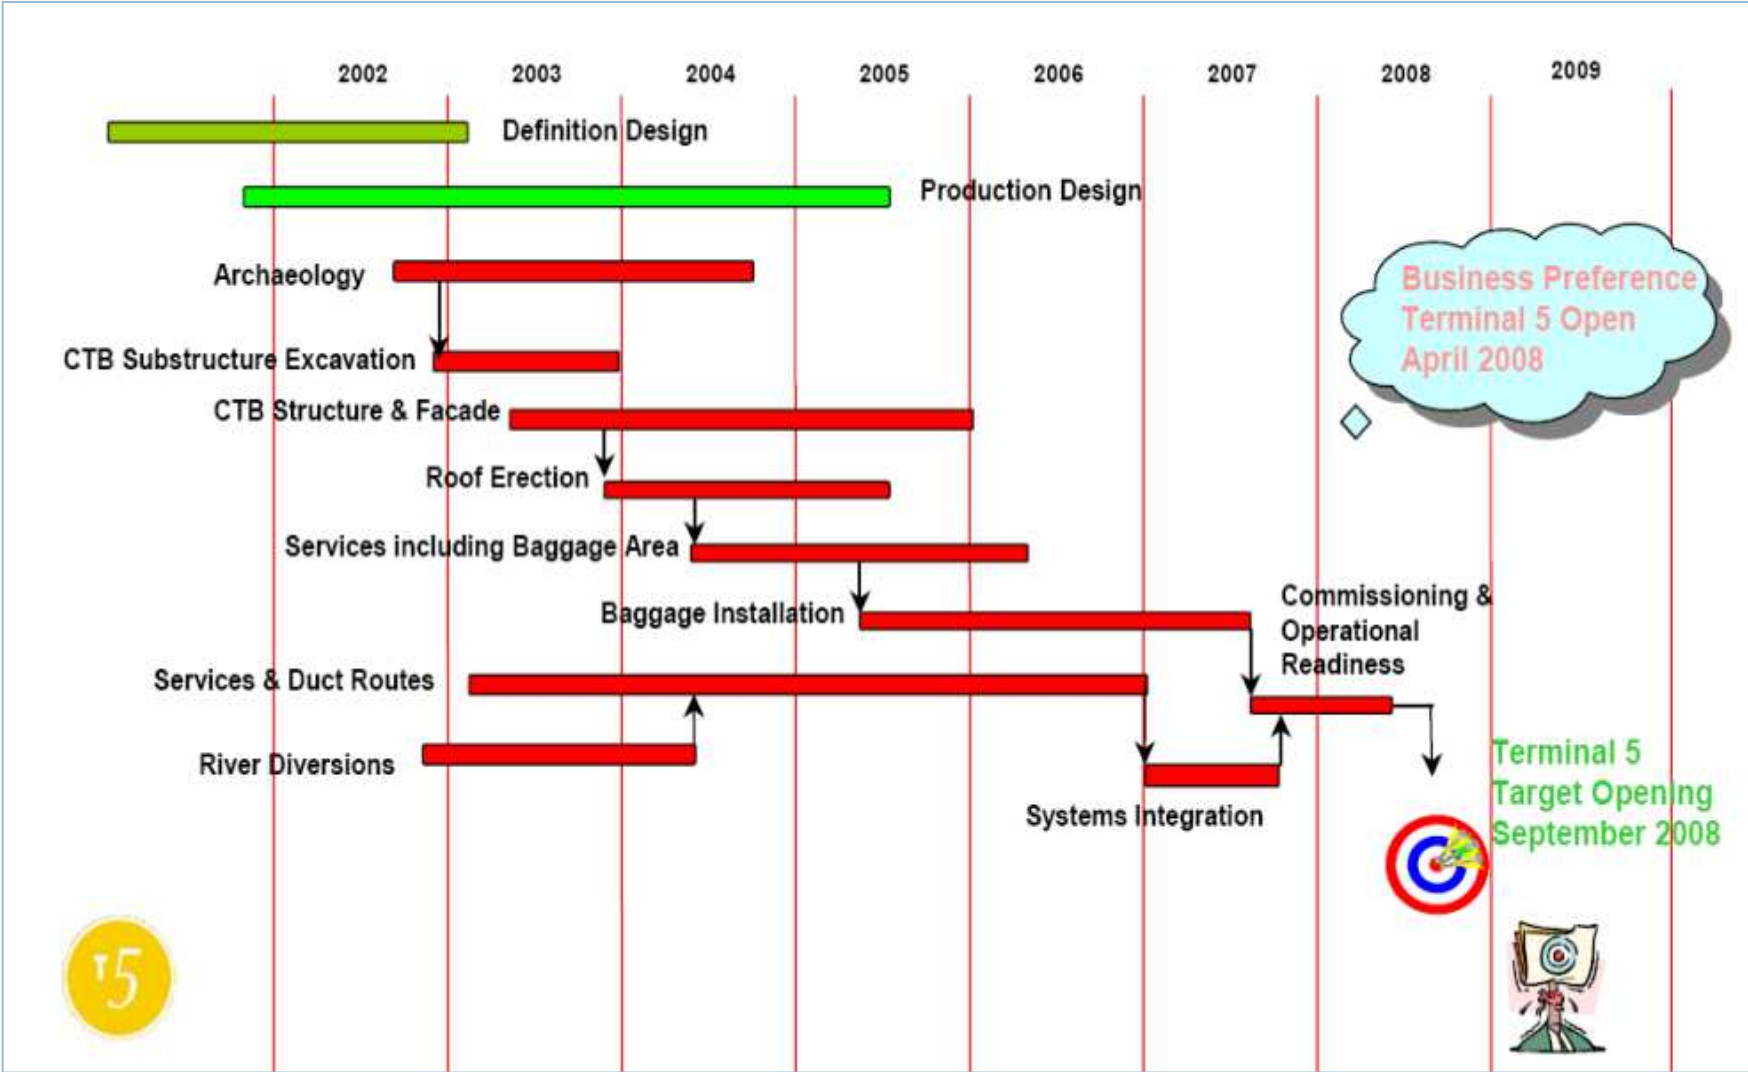 2002 2003 2004 2005 2006 2007 2008 2009
Definition Design
Production Design
Archaeology
Business Preference
Terminal 5 Open
April 2008
CTB Substructure Excavation
CTB Structure & Facade
Roof Erection
Services including Baggage Area
Baggage Installation
Commissioning &
Operational
Readiness
Services & Duct Routes
River Diversions
Systems Integration
Terminal 5
Target Opening
September 2008
T5